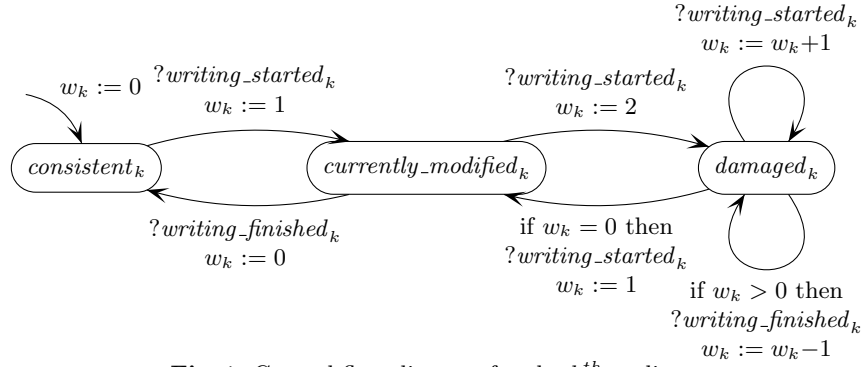 ?writing_started_k
w_k := w_k+1
w_k := 0
?writing_started_k
w_k := 1
?writing_started_k
w_k := 2
consistent_k
currently_modified_k
damaged_k
?writing_finished_k
w_k := 0
if w_k = 0 then
?writing_started_k
w_k := 1
if w_k > 0 then
?writing_finished_k
w_k := w_k−1